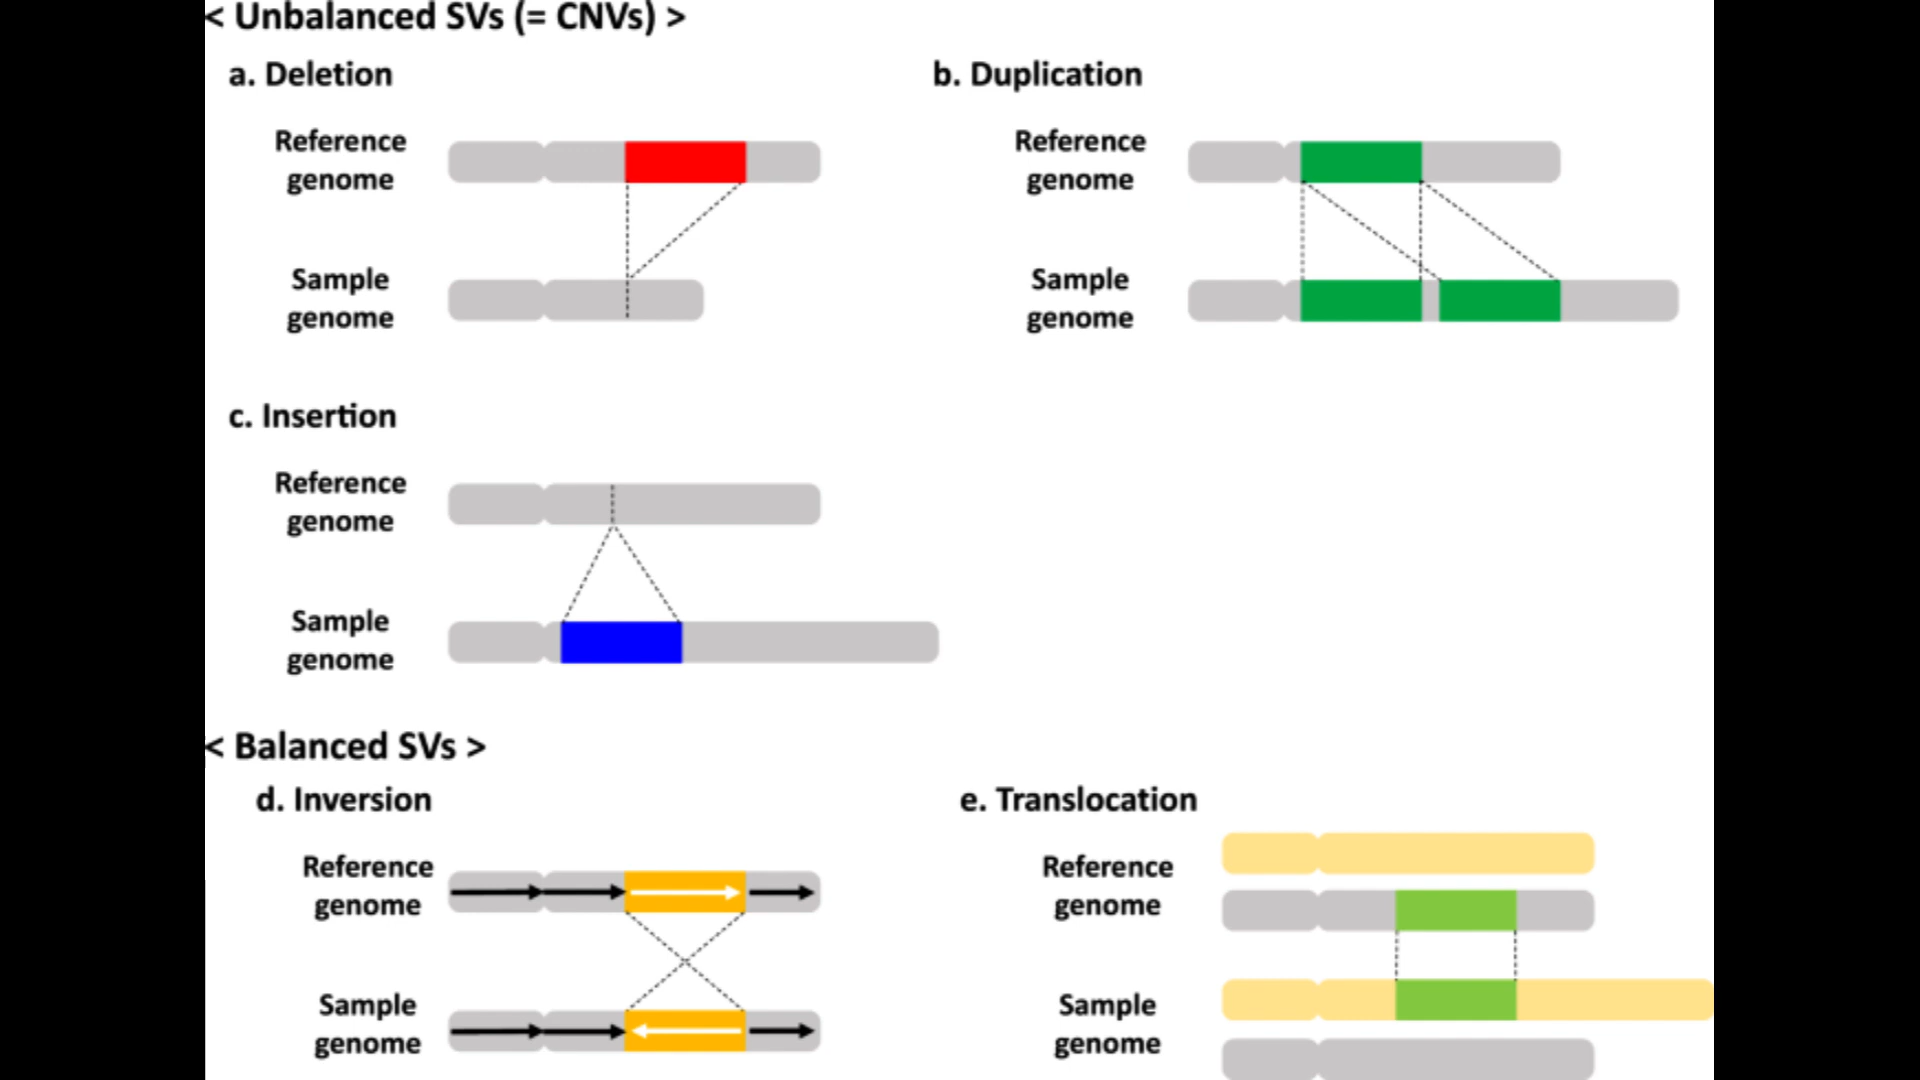 < Unbalanced SVs (= CNVs) >
a. Deletion
Reference
genome
Sample
genome
b. Duplication
Reference
genome
Sample
genome
c. Insertion
Reference
genome
Sample
genome
< Balanced SVs >
d. Inversion
Reference
genome
Sample
genome
e. Translocation
Reference
genome
Sample
genome